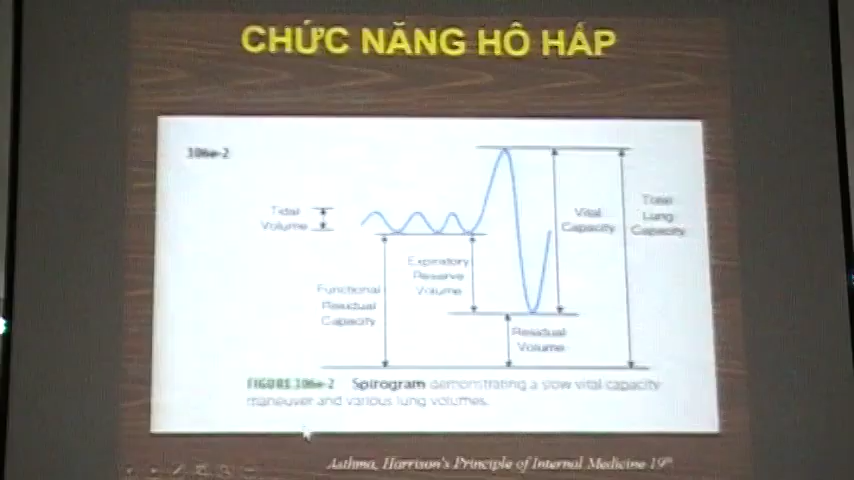 CHỨC NĂNG HÔ HẤP
306e-2
Tidal
Volume
Total
Lung
Capacity
Vital
Capacity
Expiratory
Reserve
Volume
Functional
Residual
Capacity
Residual
Volume
FIGURE 306e-2 Spirogram demonstrating a slow vital capacity
maneuver and various lung volumes.
Asthma, Harrison's Principle of Internal Medicine 19th